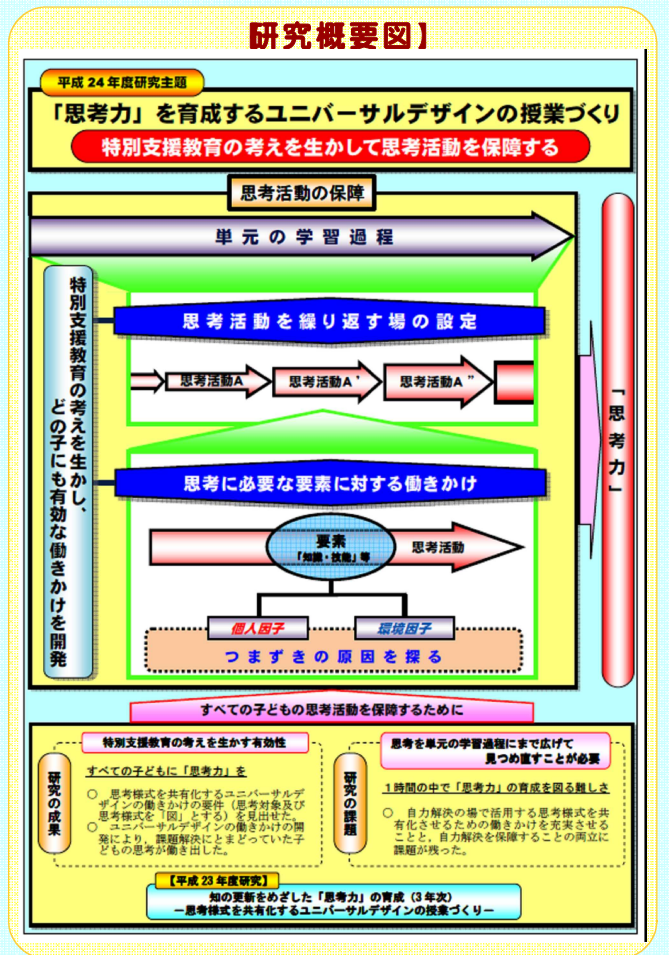 【研究概要図】
平成24年度研究主題
「思考力」を育成するユニバーサルデザインの授業づくり
特別支援教育の考えを生かして思考活動を保障する
思考活動の保障
単元の学習過程
特別支援教育の考えを生かし、
どの子にも有効な働きかけを開発
思考活動を繰り返す場の設定
思考活動A
思考活動A’
思考活動A”
思考に必要な要素に対する働きかけ
要素
「知識・技能」等
思考活動
個人因子
環境因子
つまずきの原因を探る
「思考力」
すべての子どもの思考活動を保障するために
研究の成果
特別支援教育の考えを生かす有効性
すべての子どもに「思考力」を
○ 思考様式を共有化するユニバーサルデ
ザインの働きかけの要件（思考対象及び
思考様式を「図」とする）を見出せた。
○ ユニバーサルデザインの働きかけの開
発により、課題解決にとまどっていた子
どもの思考が働き出した。
研究の課題
思考を単元の学習過程にまで広げて
見つめ直すことが必要
１時間の中で「思考力」の育成を図る難しさ
○ 自力解決の場で活用する思考様式を共
有化させるための働きかけを充実させる
ことと、自力解決を保障することの両立に
課題が残った。
【平成23年度研究】
知の更新をめざした「思考力」の育成（３年次）
－思考様式を共有化するユニバーサルデザインの授業づくり－